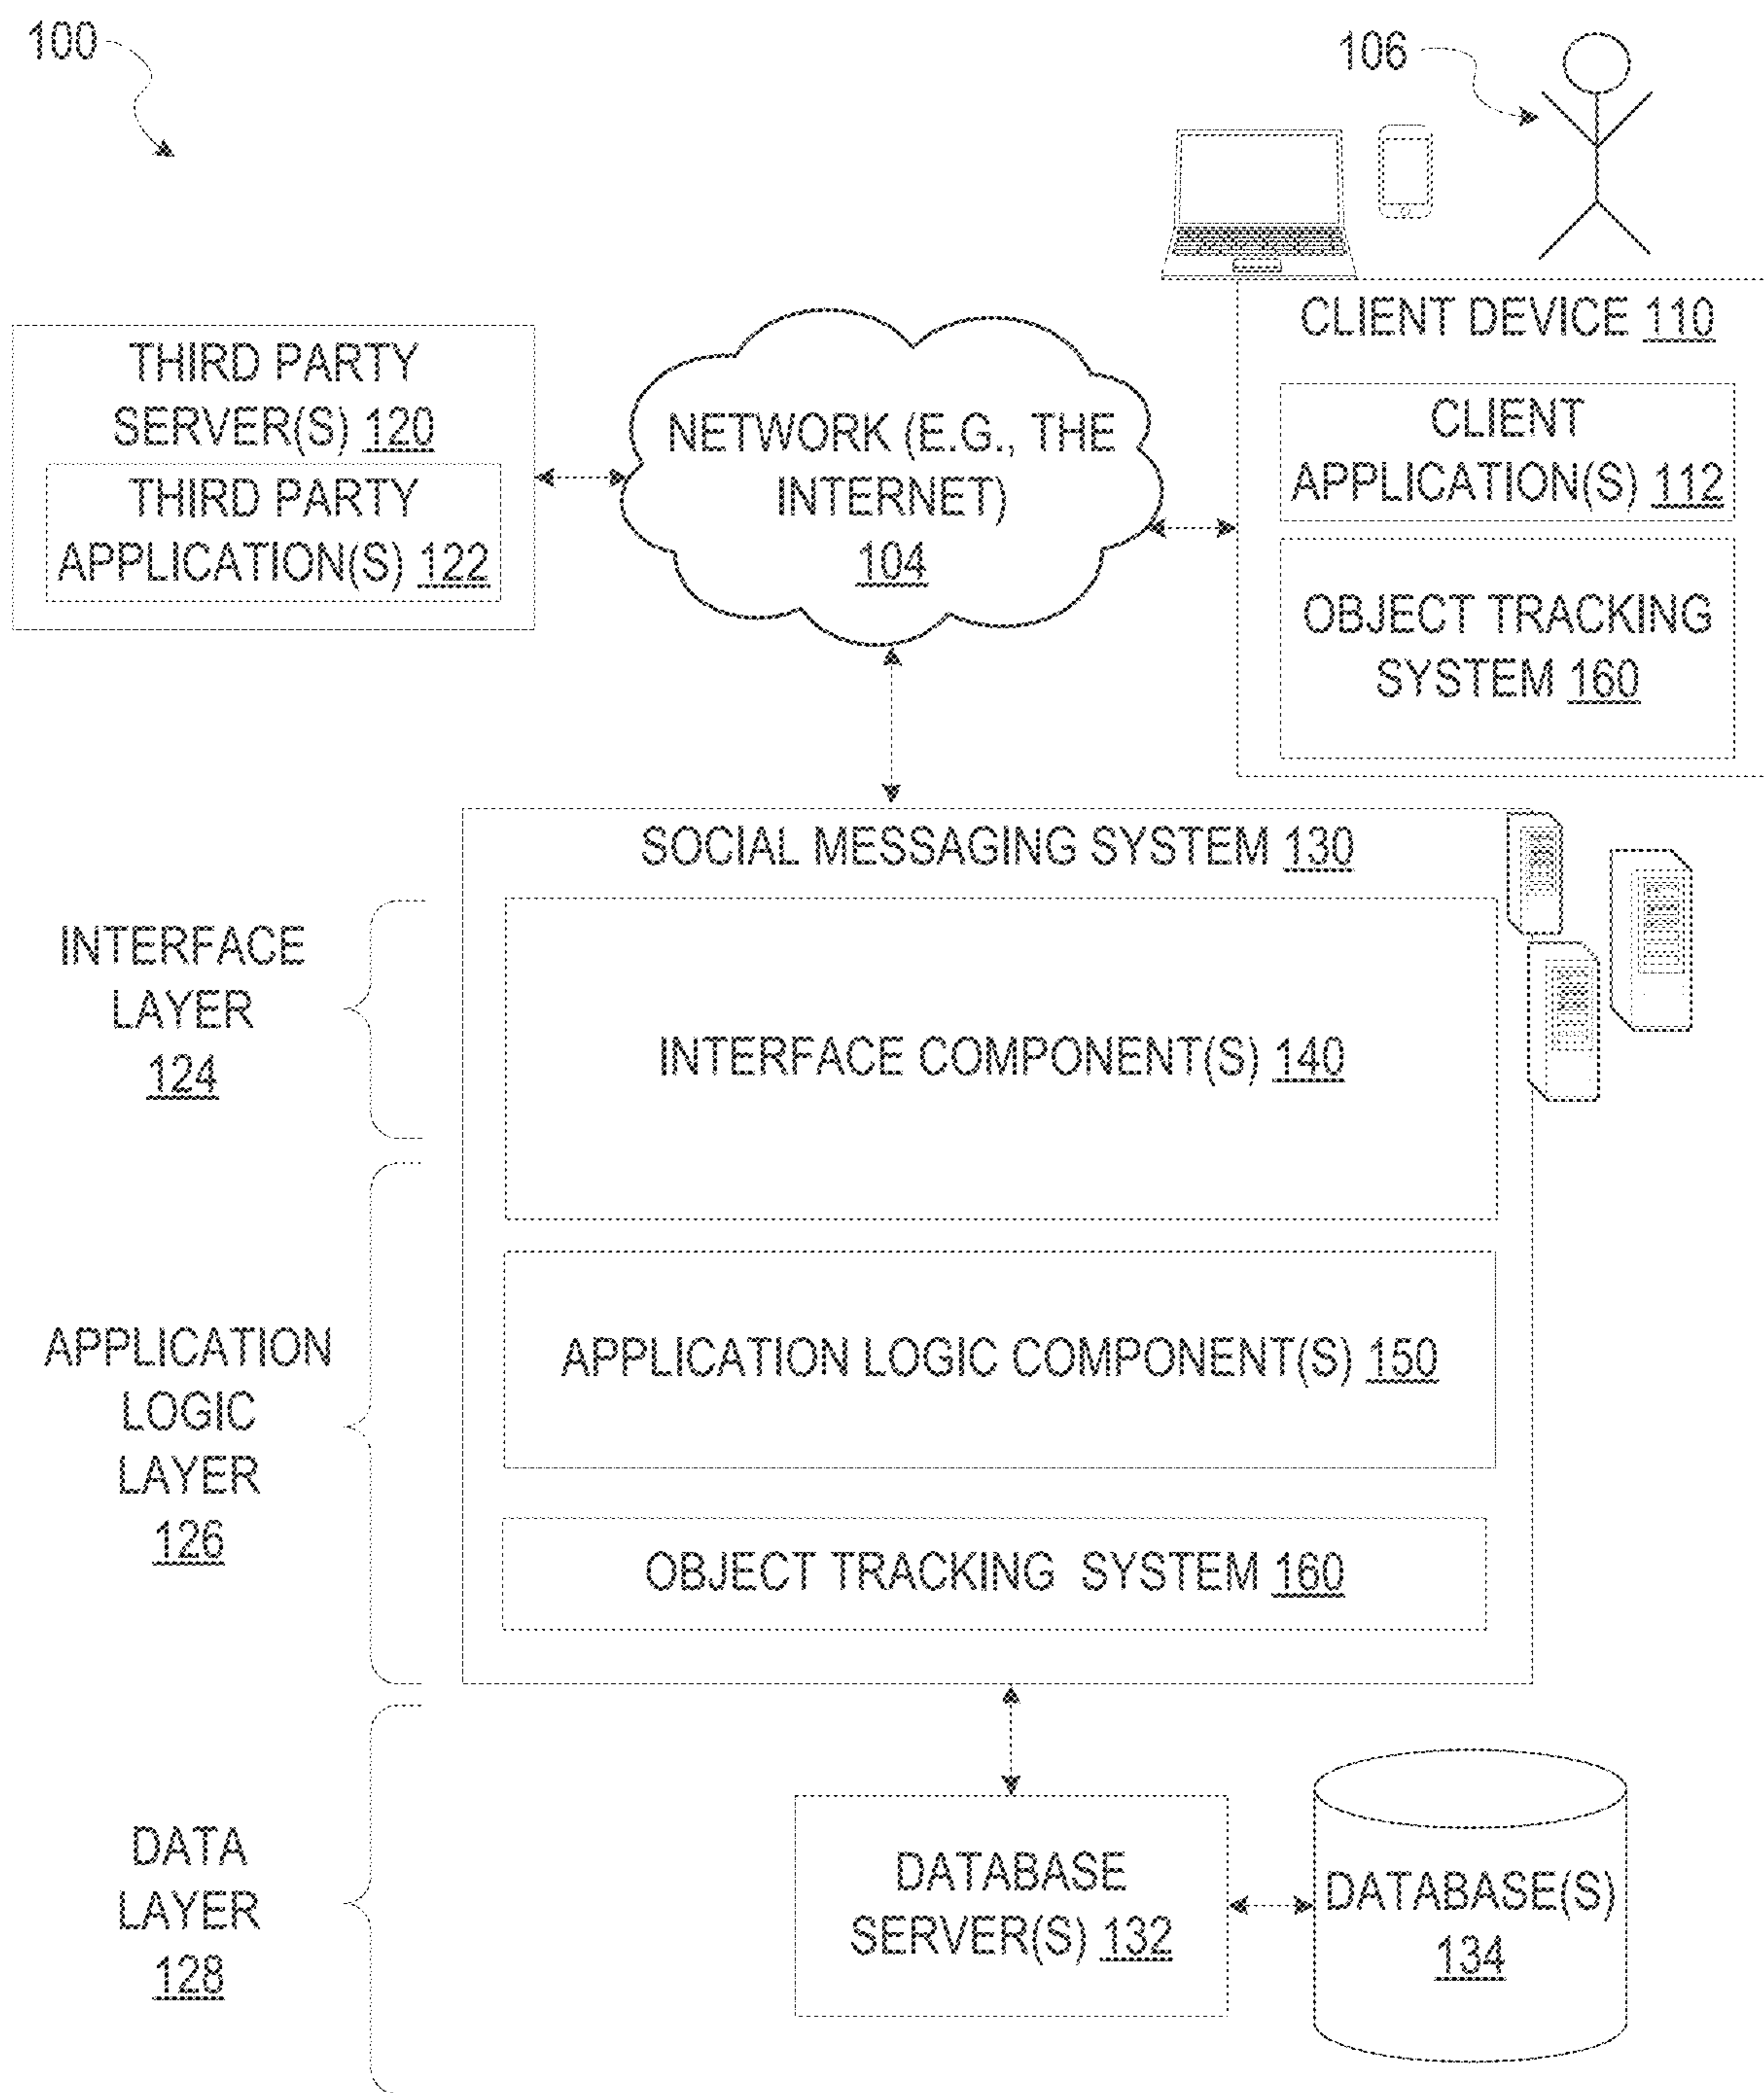 100
106
CLIENT DEVICE 110
CLIENT
APPLICATION(S) 112
OBJECT TRACKING
SYSTEM 160
THIRD PARTY
SERVER(S) 120
THIRD PARTY
APPLICATION(S) 122
NETWORK (E.G., THE
INTERNET)
104
SOCIAL MESSAGING SYSTEM 130
INTERFACE
LAYER
124
INTERFACE COMPONENT(S) 140
APPLICATION
LOGIC
LAYER
126
APPLICATION LOGIC COMPONENT(S) 150
OBJECT TRACKING SYSTEM 160
DATA
LAYER
128
DATABASE
SERVER(S) 132
DATABASE(S)
134